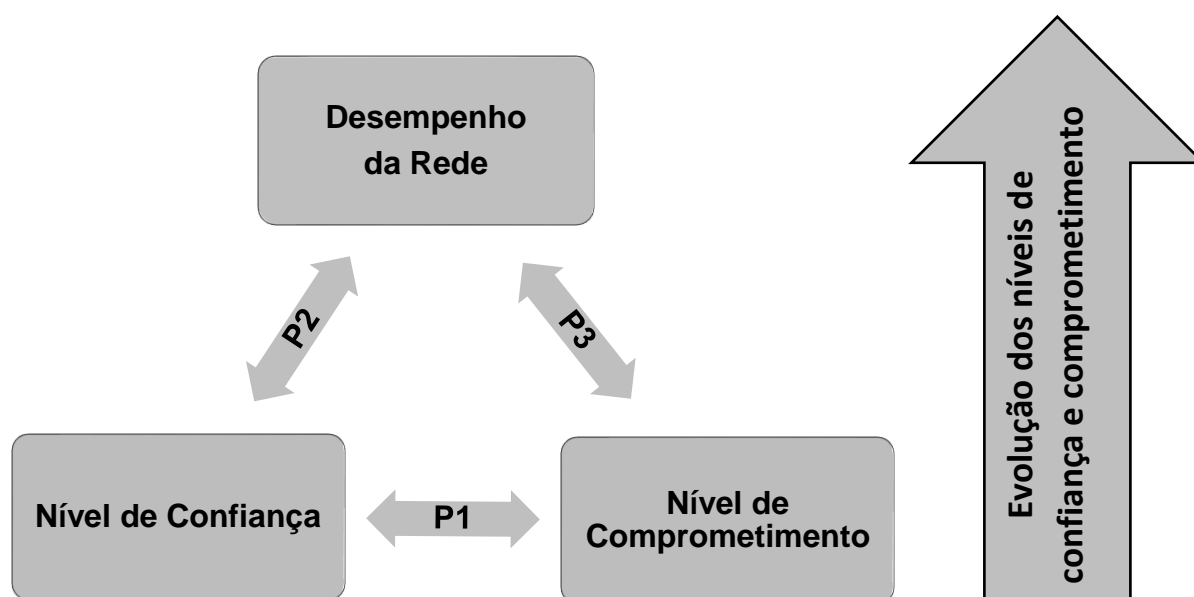 Desempenho
da Rede
P2
P3
Nível de Confiança
P1
Nível de
Comprometimento
Evolução dos níveis de
confiança e comprometimento